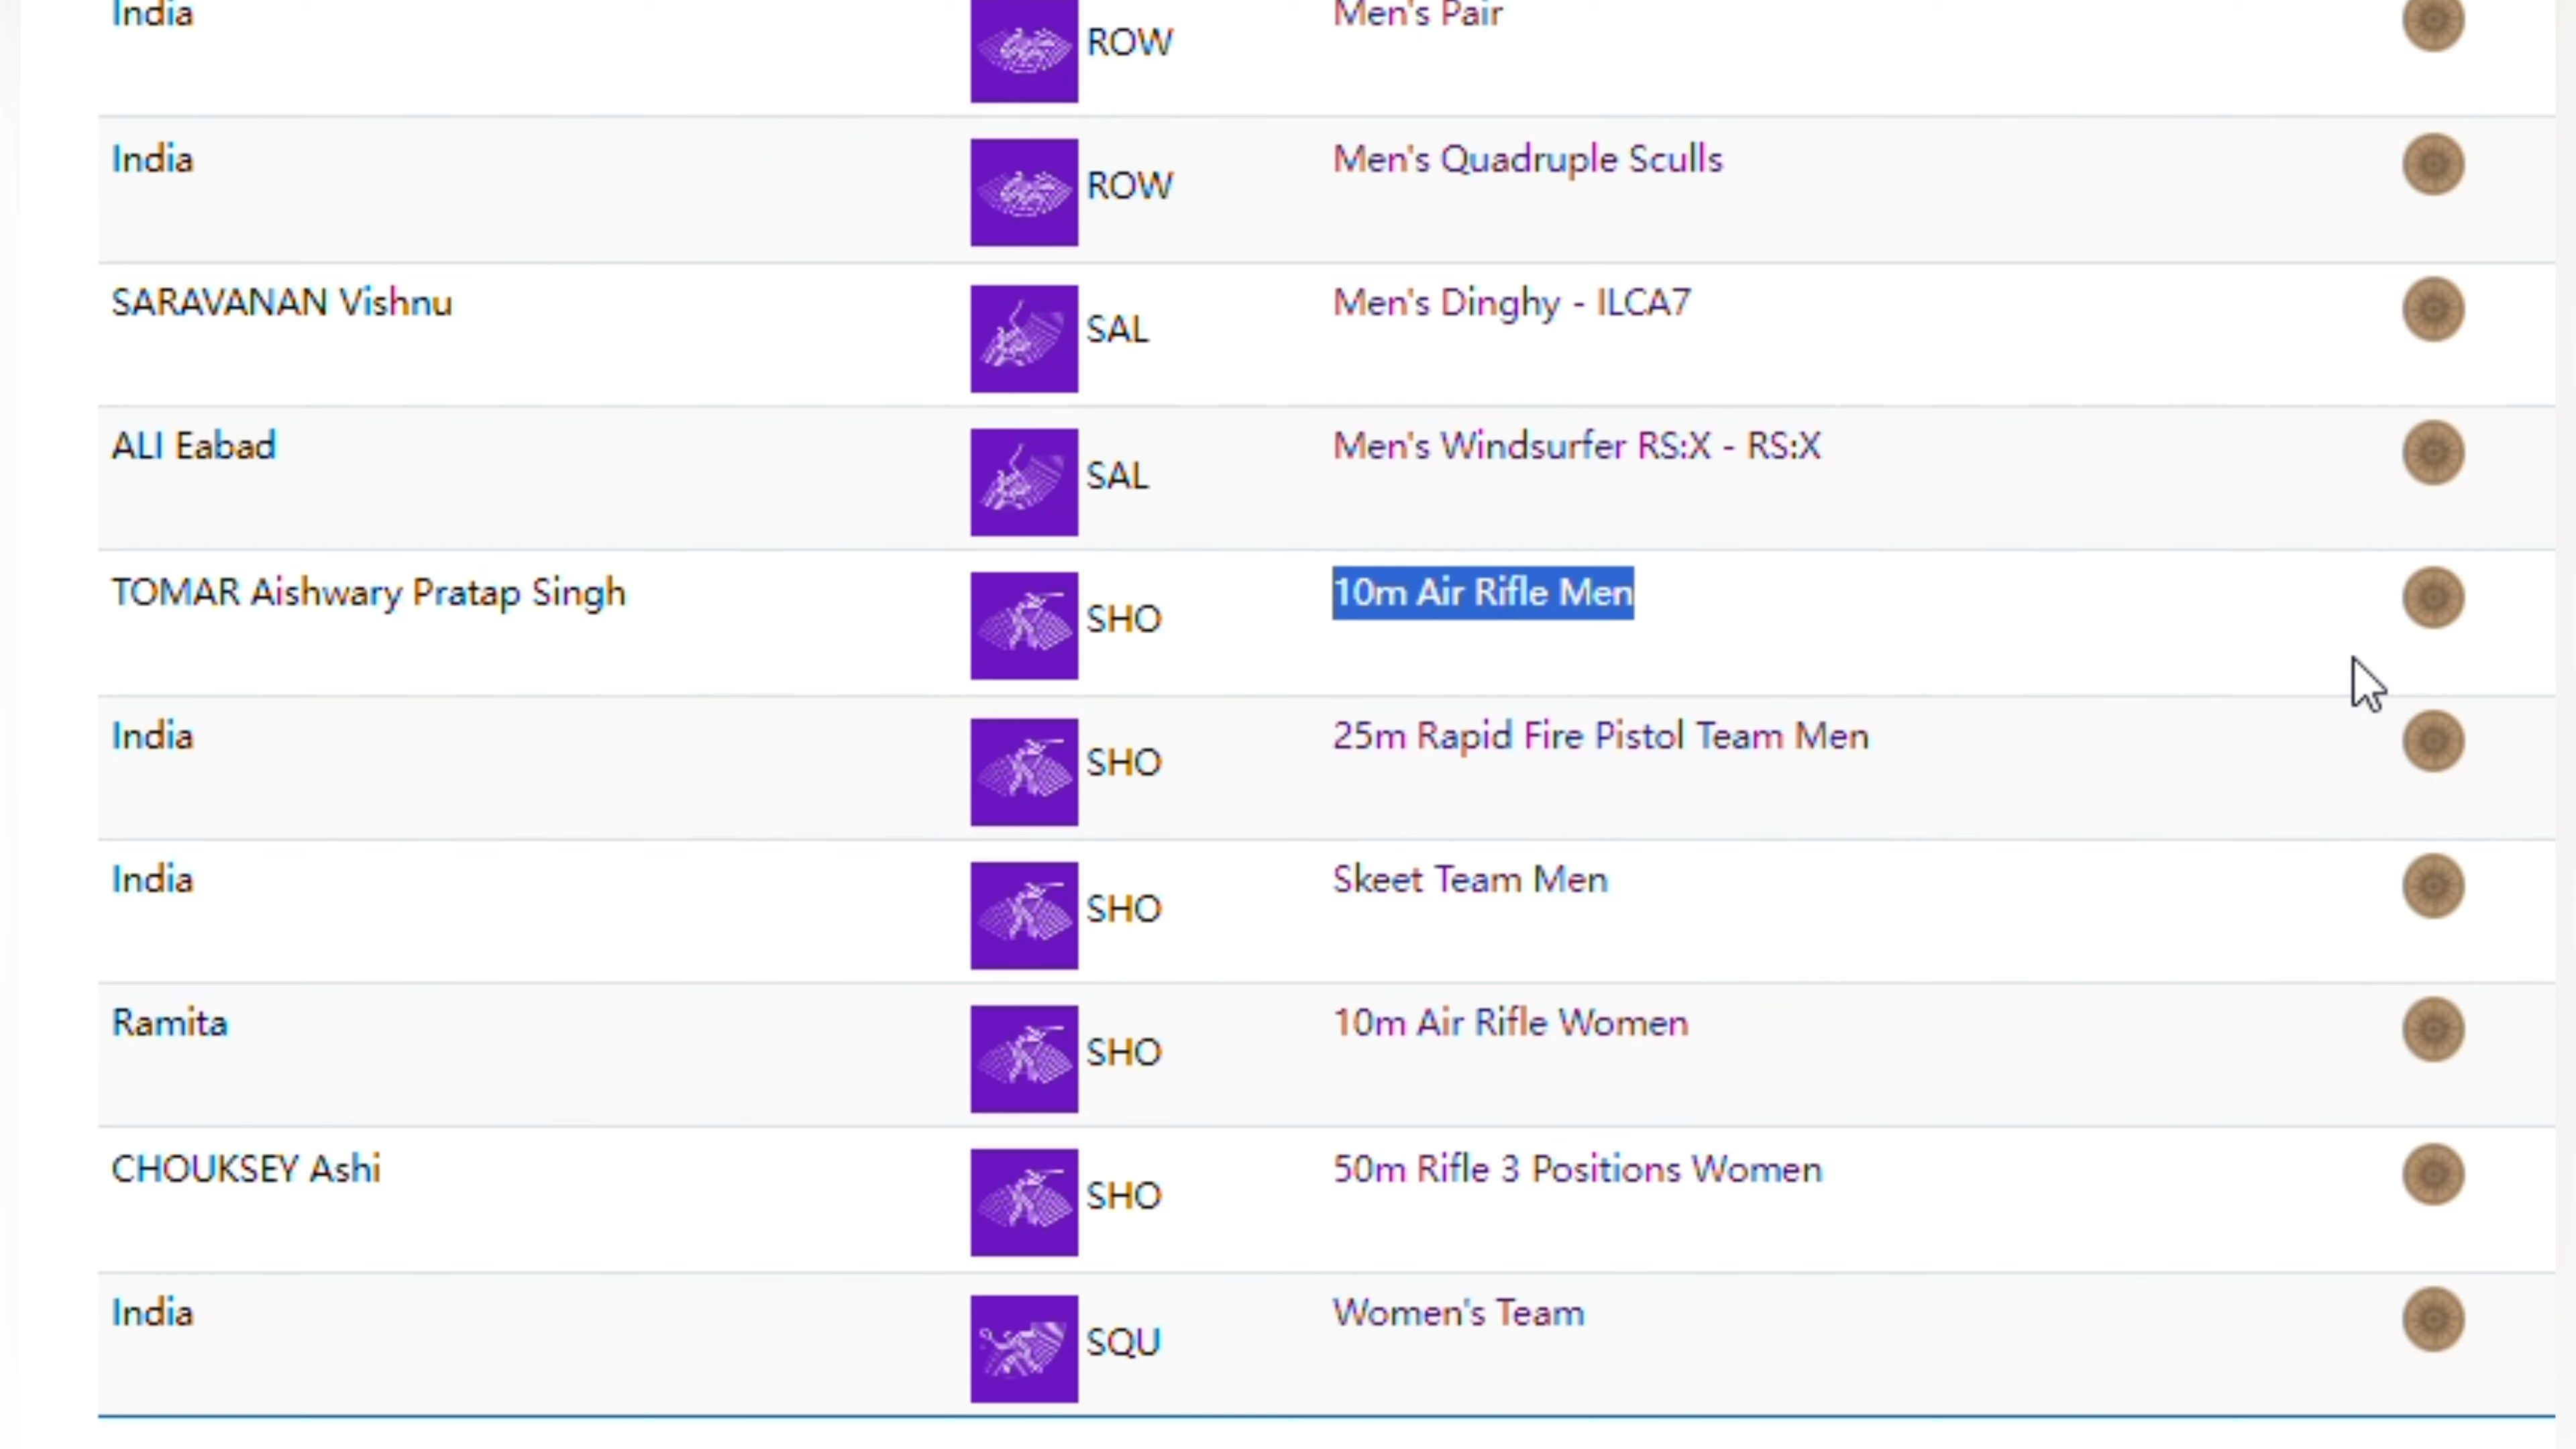 India ROW Men's Pair
India ROW Men's Quadruple Sculls
SARAVANAN Vishnu SAL Men's Dinghy - ILCA7
ALI Eabad SAL Men's Windsurfer RS:X - RS:X
TOMAR Aishwary Pratap Singh SHO 10m Air Rifle Men
India SHO 25m Rapid Fire Pistol Team Men
India SHO Skeet Team Men
Ramita SHO 10m Air Rifle Women
CHOUKSEY Ashi SHO 50m Rifle 3 Positions Women
India SQU Women's Team